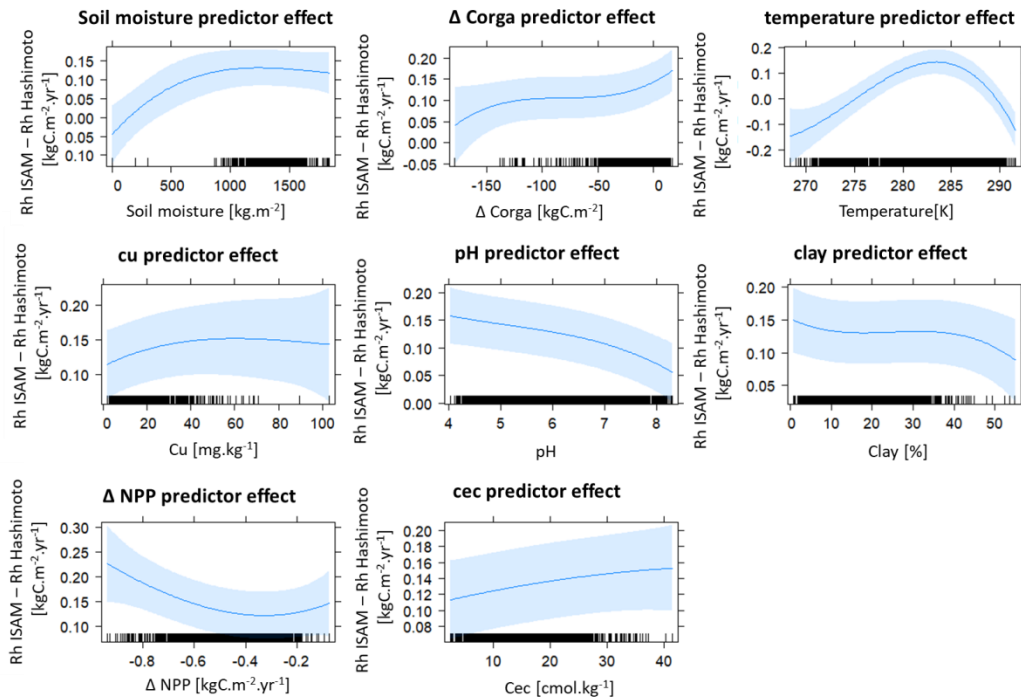 Soil moisture predictor effect
Rh ISAM – Rh Hashimoto
[kgC.m⁻².yr⁻¹]
0.15
0.10
0.05
0.00
0.05
0.10
0 500 1000 1500
Soil moisture [kg.m⁻²]
Δ Corga predictor effect
Rh ISAM – Rh Hashimoto
[kgC.m⁻².yr⁻¹]
0.20
0.15
0.10
0.05
0.00
-0.05
-150 -100 -50 0
Δ Corga [kgC.m⁻²]
temperature predictor effect
Rh ISAM – Rh Hashimoto
[kgC.m⁻².yr⁻¹]
0.2
0.1
0.0
-0.1
-0.2
270 275 280 285 290
Temperature[K]
cu predictor effect
Rh ISAM – Rh Hashimoto
[kgC.m⁻².yr⁻¹]
0.20
0.15
0.10
0 20 40 60 80 100
Cu [mg.kg⁻¹]
pH predictor effect
Rh ISAM – Rh Hashimoto
[kgC.m⁻².yr⁻¹]
0.20
0.15
0.10
0.05
0.00
4 5 6 7 8
pH
clay predictor effect
Rh ISAM – Rh Hashimoto
[kgC.m⁻².yr⁻¹]
0.20
0.15
0.10
0.05
0 10 20 30 40 50
Clay [%]
Δ NPP predictor effect
Rh ISAM – Rh Hashimoto
[kgC.m⁻².yr⁻¹]
0.30
0.25
0.20
0.15
0.10
-0.8 -0.6 -0.4 -0.2
Δ NPP [kgC.m⁻².yr⁻¹]
cec predictor effect
Rh ISAM – Rh Hashimoto
[kgC.m⁻².yr⁻¹]
0.20
0.18
0.16
0.14
0.12
0.10
0.08
10 20 30 40
Cec [cmol.kg⁻¹]